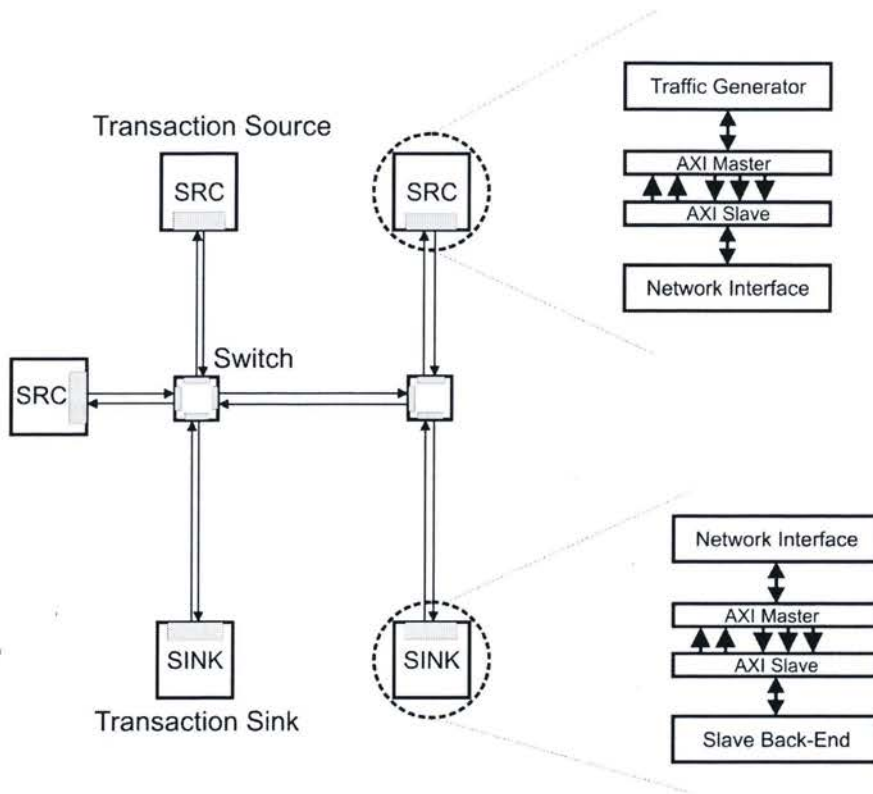 Transaction Source
SRC
SRC
Traffic Generator
AXI Master
AXI Slave
Network Interface
Switch
SRC
SINK
Transaction Sink
SINK
Network Interface
AXI Master
AXI Slave
Slave Back-End